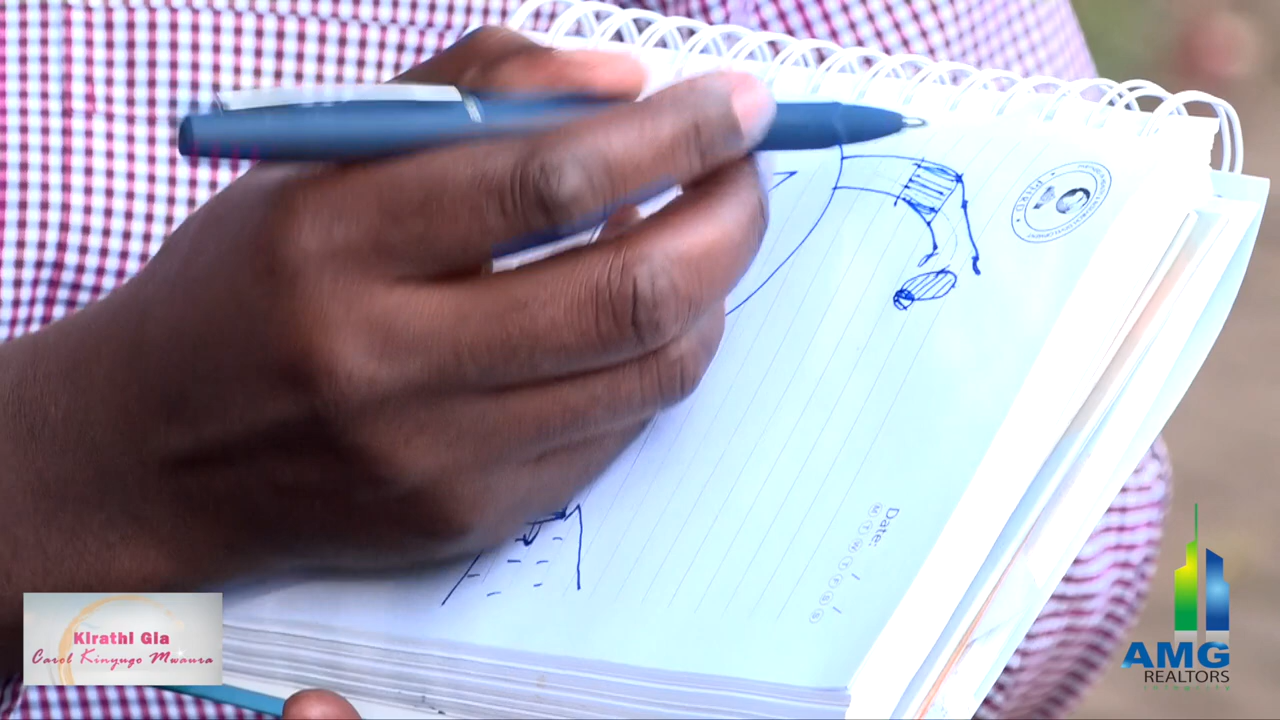 Date:
M T W T F S S
KirathI GIa
Carol Kinyugo Mwaura
AMG
REALTORS